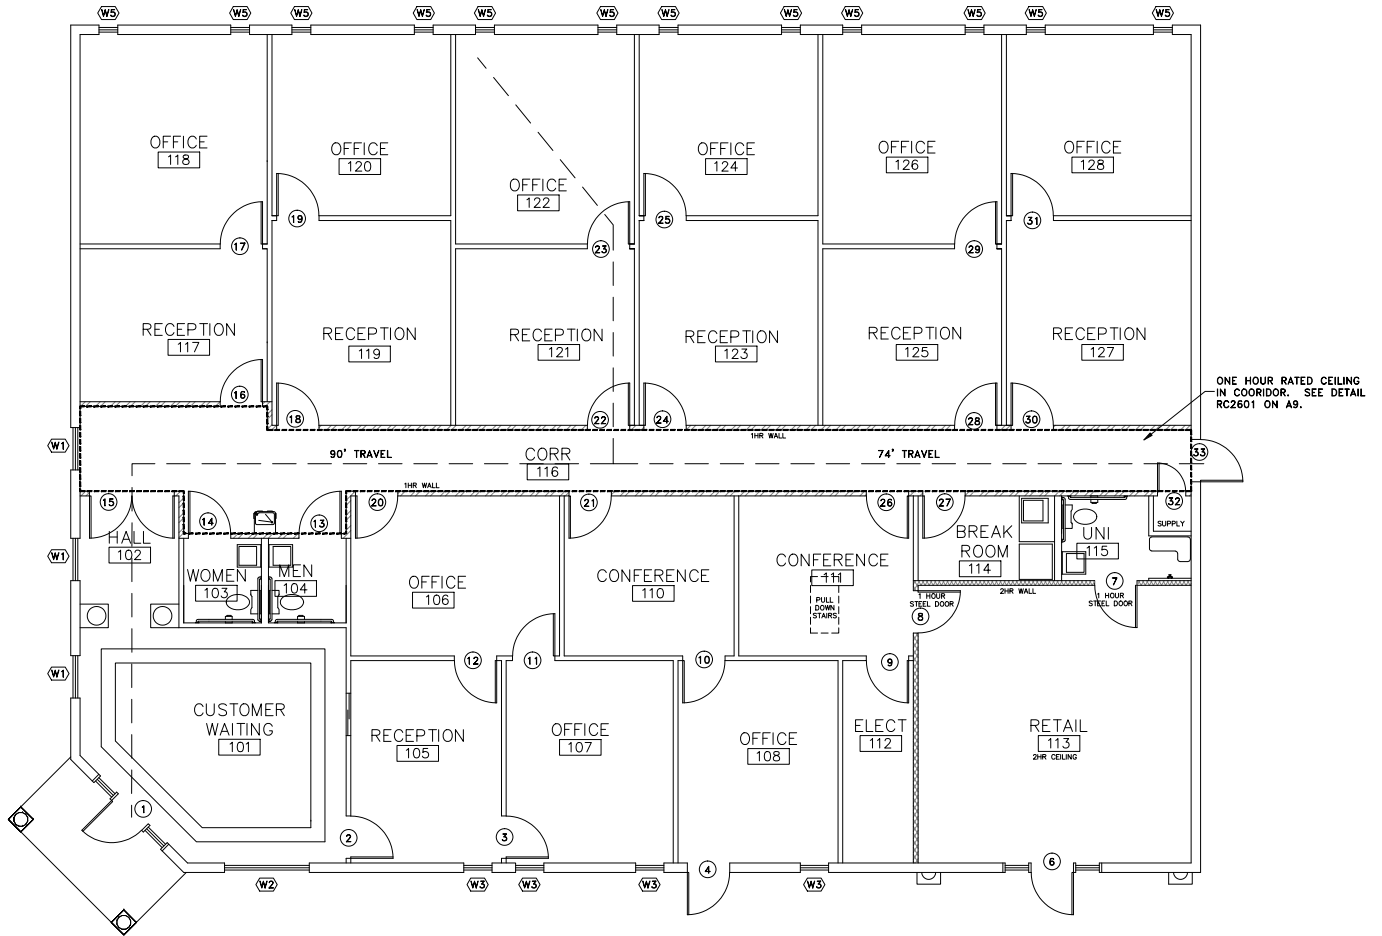 W5 W5 W5 W5 W5 W5 W5 W5 W5 W5 W5 W5
OFFICE
118
OFFICE
120
OFFICE
122
OFFICE
124
OFFICE
126
OFFICE
128
17
19
23
25
29
31
RECEPTION
117
RECEPTION
119
RECEPTION
121
RECEPTION
123
RECEPTION
125
RECEPTION
127
ONE HOUR RATED CEILING
IN COORIDOR. SEE DETAIL
RC2601 ON A9.
16
18
22
24
28
30
1HR WALL
W1
90' TRAVEL
CORR
116
74' TRAVEL
33
1HR WALL
15
14
13
20
21
26
27
32
SUPPLY
HALL
102
W1
WOMEN
103
MEN
104
OFFICE
106
CONFERENCE
110
CONFERENCE
111
PULL
DOWN
STAIRS
BREAK
ROOM
114
UNI
115
7
2HR WALL
1 HOUR
STEEL DOOR
1 HOUR
STEEL DOOR
8
W1
12
11
10
9
CUSTOMER
WAITING
101
RECEPTION
105
OFFICE
107
OFFICE
108
ELECT
112
RETAIL
113
2HR CEILING
1
2
3
4
6
W2
W3
W3
W3
W3